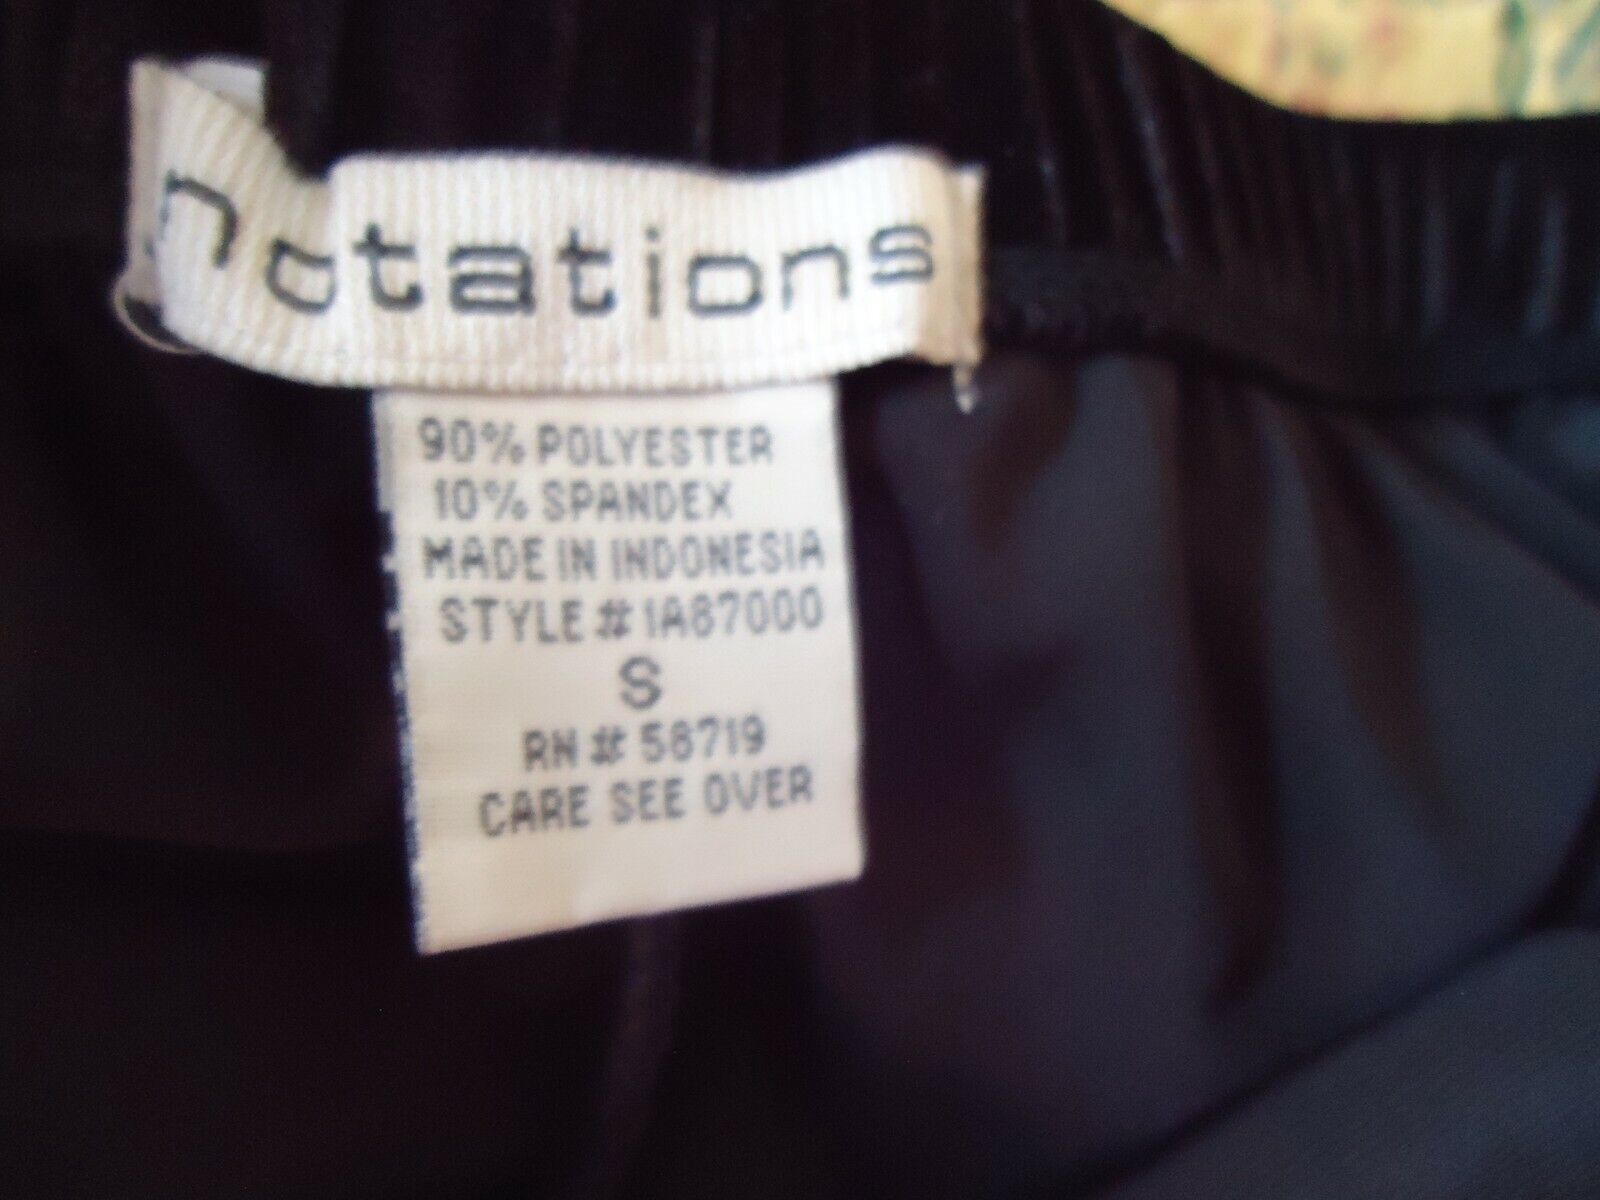 notations
90% POLYESTER
10% SPANDEX
MADE IN INDONESIA
STYLE # 1A87000
S
RN # 58719
CARE SEE OVER